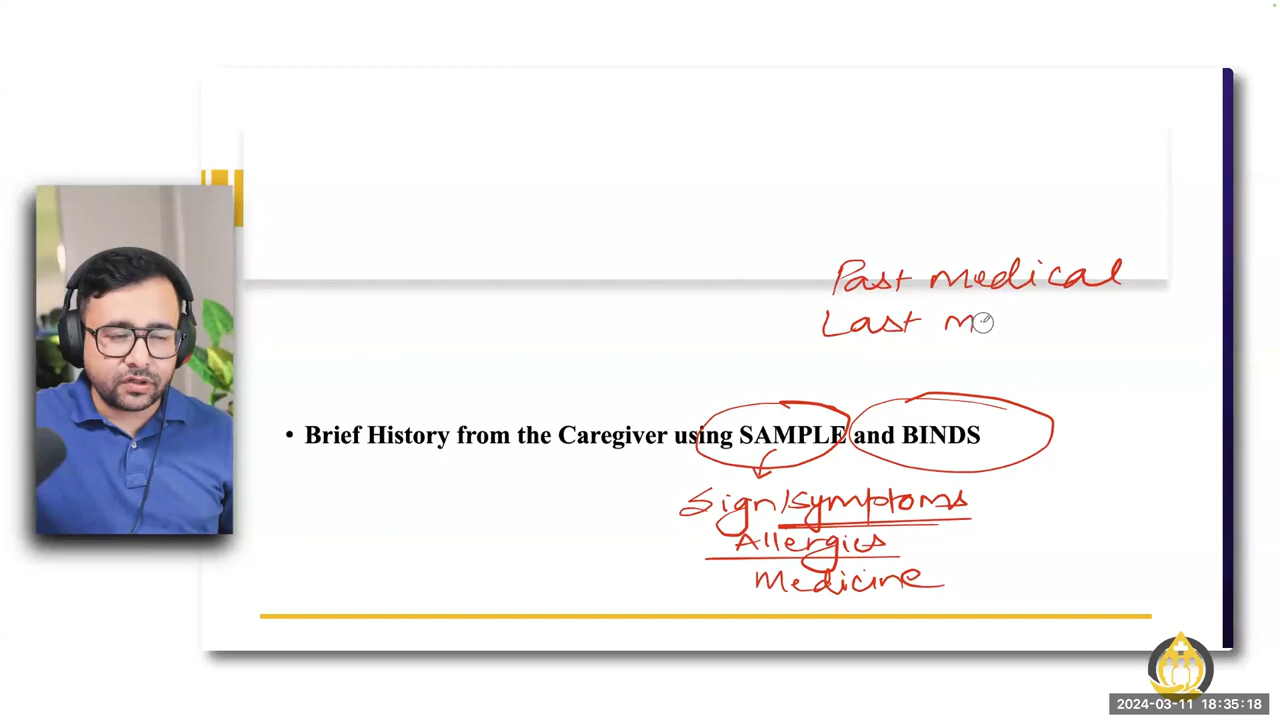 Past medical
Last m
• Brief History from the Caregiver using SAMPLE and BINDS
Sign/symptoms
Allergies
Medicine
2024-03-11 18:35:18